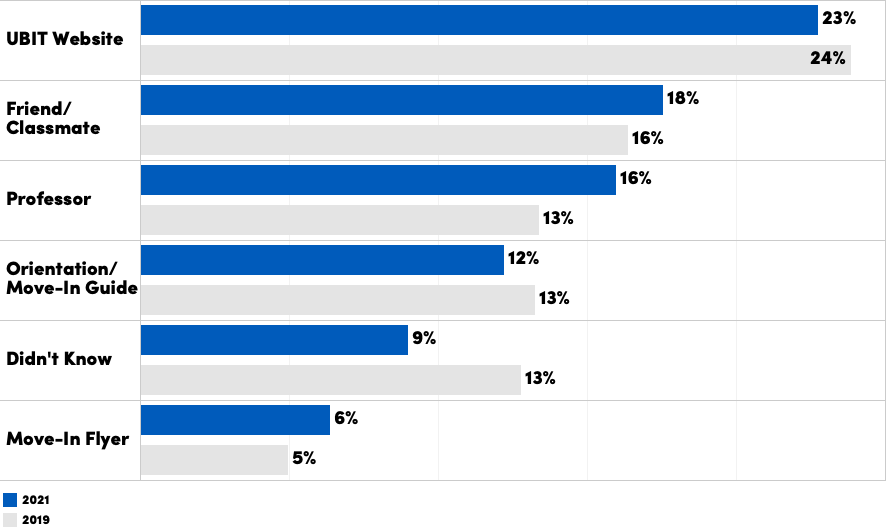 UBIT Website
23%
24%
Friend/
Classmate
18%
16%
Professor
16%
13%
Orientation/
Move-In Guide
12%
13%
Didn't Know
9%
13%
Move-In Flyer
6%
5%
2021
2019